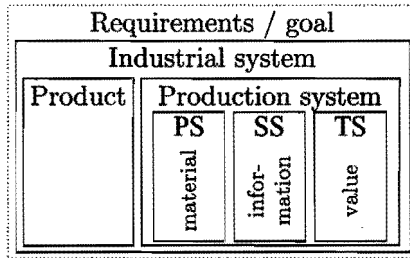 Requirements / goal
Industrial system
Product
Production system
PS
SS
TS
material
infor-
mation
value